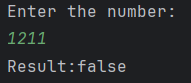 Enter the number:
1211
Result:false